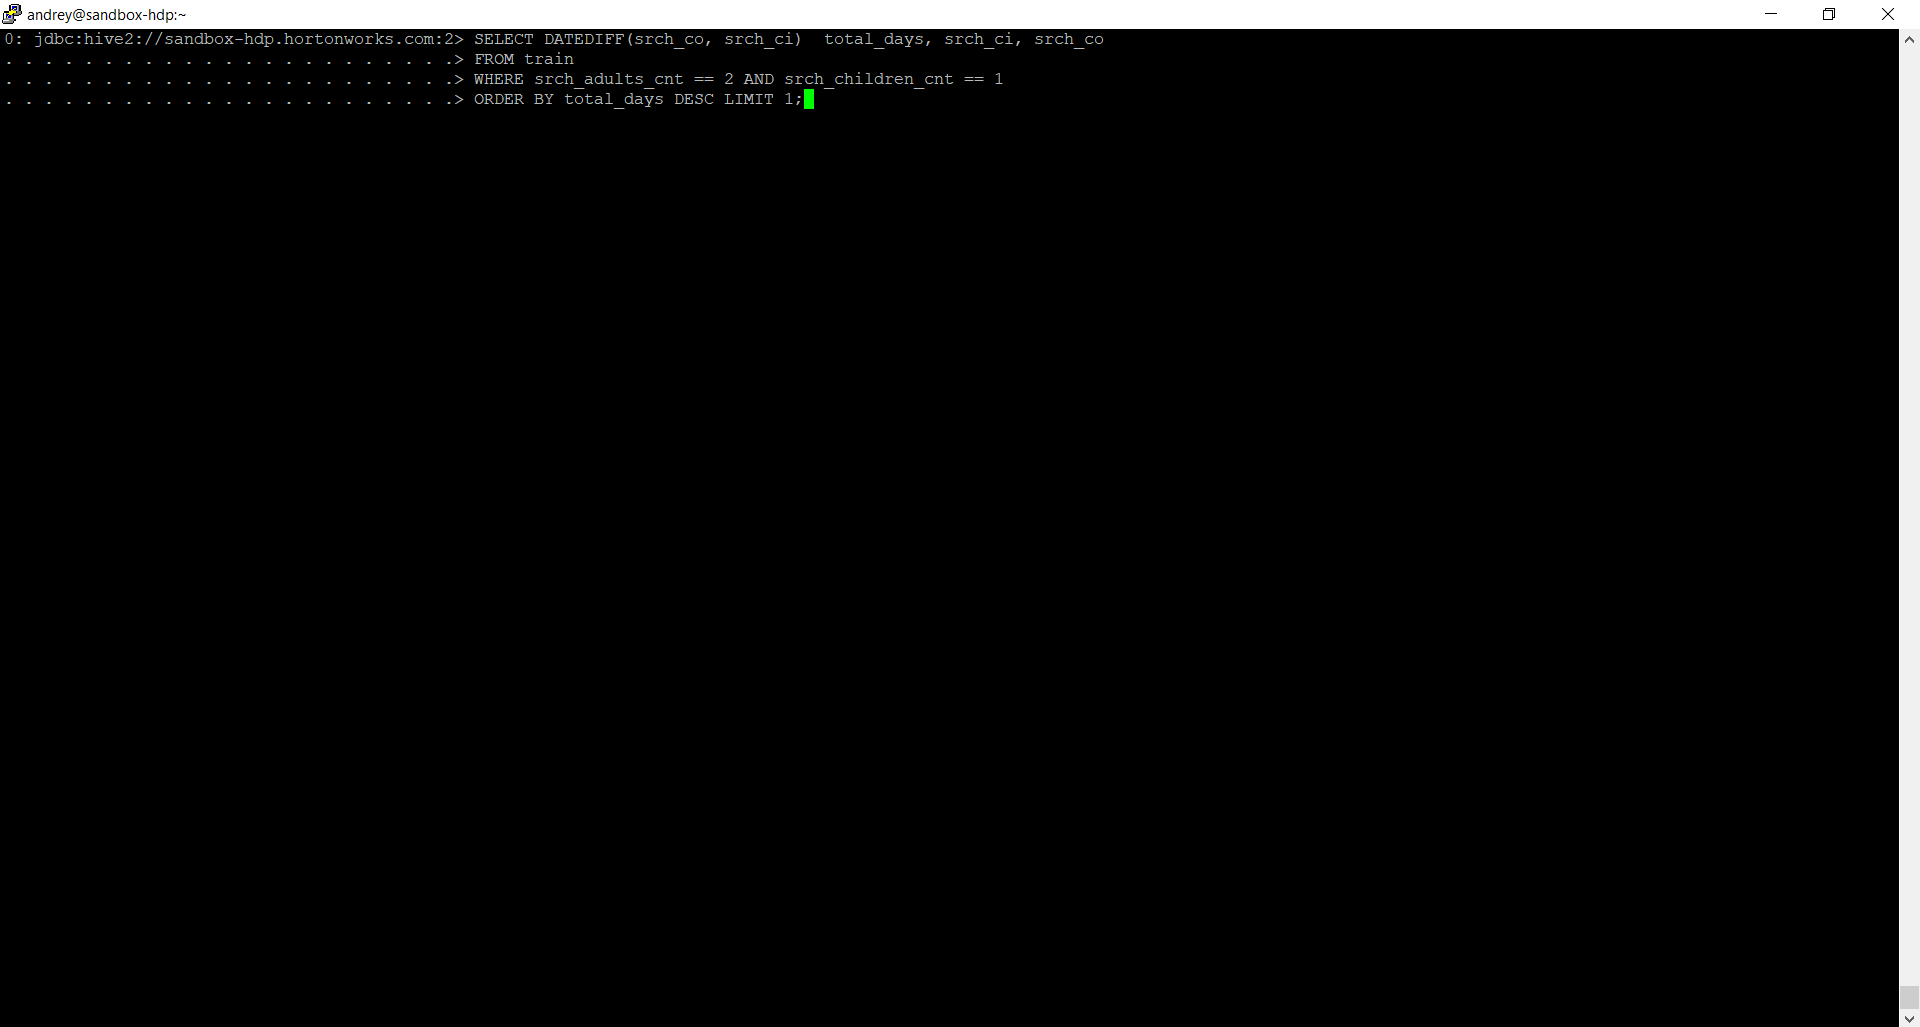 andrey@sandbox-hdp:~
0: jdbc:hive2://sandbox-hdp.hortonworks.com:2> SELECT DATEDIFF(srch_co, srch_ci)  total_days, srch_ci, srch_co
. . . . . . . . . . . . . . . . . . . . . . .> FROM train
. . . . . . . . . . . . . . . . . . . . . . .> WHERE srch_adults_cnt == 2 AND srch_children_cnt == 1
. . . . . . . . . . . . . . . . . . . . . . .> ORDER BY total_days DESC LIMIT 1;